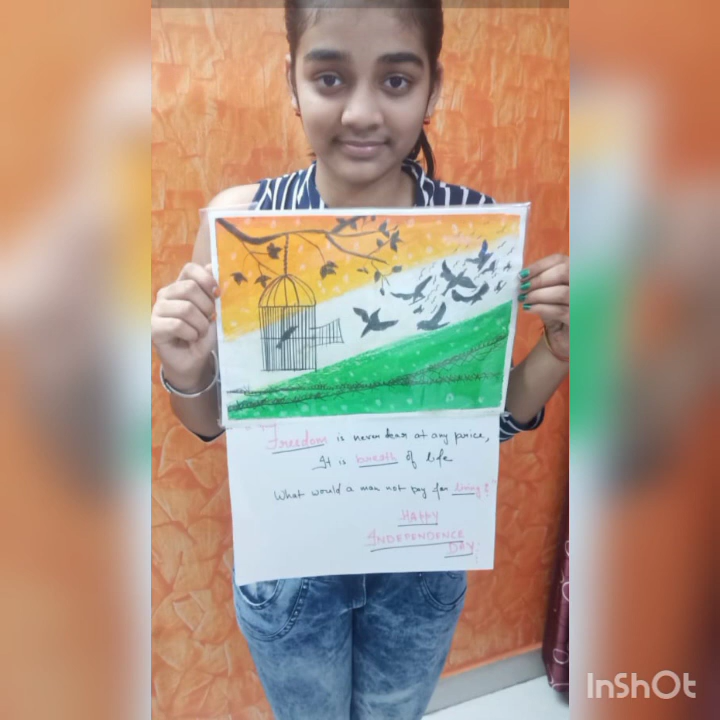 "Freedom is never dear at any price,
It is breath of life
What would a man not pay for living?"
HAPPY
INDEPENDENCE
DAY!
InShOt